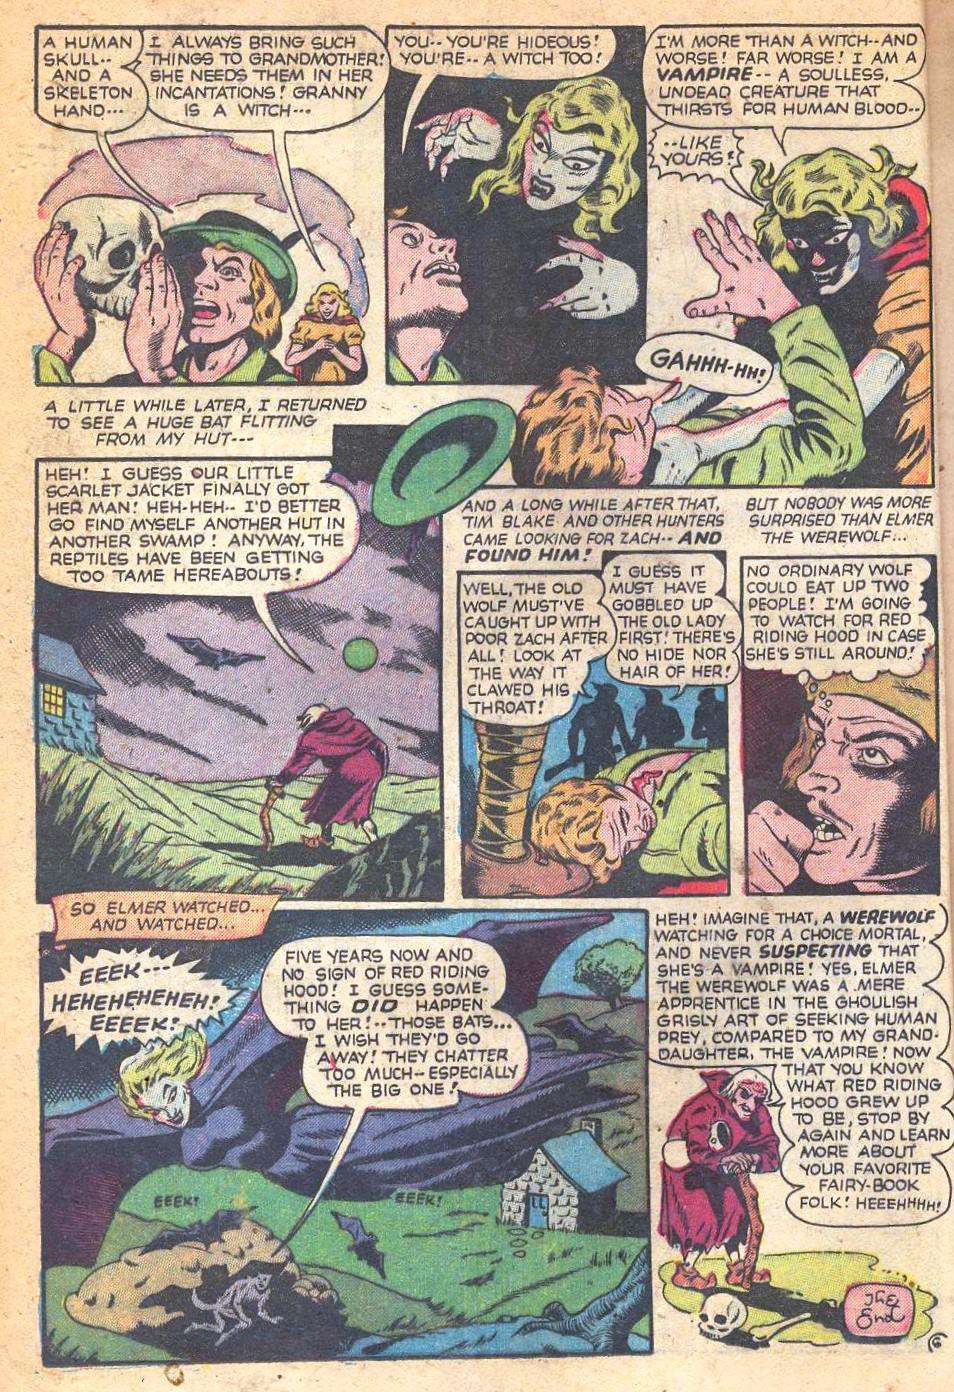 A HUMAN
SKULL--
AND A
SKELETON
HAND---
I ALWAYS BRING SUCH
THINGS TO GRANDMOTHER!
SHE NEEDS THEM IN HER
INCANTATIONS! GRANNY
IS A WITCH---
YOU-- YOU'RE HIDEOUS!
YOU'RE-- A WITCH TOO!
I'M MORE THAN A WITCH--AND
WORSE! FAR WORSE! I AM A
VAMPIRE-- A SOULLESS,
UNDEAD CREATURE THAT
THIRSTS FOR HUMAN BLOOD--
--LIKE
YOURS!
GAHHH-HH!
A LITTLE WHILE LATER, I RETURNED
TO SEE A HUGE BAT FLITTING
FROM MY HUT---
HEH! I GUESS OUR LITTLE
SCARLET JACKET FINALLY GOT
HER MAN! HEH-HEH-- I'D BETTER
GO FIND MYSELF ANOTHER HUT IN
ANOTHER SWAMP! ANYWAY, THE
REPTILES HAVE BEEN GETTING
TOO TAME HEREABOUTS!
AND A LONG WHILE AFTER THAT,
TIM BLAKE AND OTHER HUNTERS
CAME LOOKING FOR ZACH-- AND
FOUND HIM!
WELL, THE OLD
WOLF MUST'VE
CAUGHT UP WITH
POOR ZACH AFTER
ALL! LOOK AT
THE WAY IT
CLAWED HIS
THROAT!
I GUESS IT
MUST HAVE
GOBBLED UP
THE OLD LADY
FIRST! THERE'S
NO HIDE NOR
HAIR OF HER!
BUT NOBODY WAS MORE
SURPRISED THAN ELMER
THE WEREWOLF...
NO ORDINARY WOLF
COULD EAT UP TWO
PEOPLE! I'M GOING
TO WATCH FOR RED
RIDING HOOD IN CASE
SHE'S STILL AROUND!
SO ELMER WATCHED...
AND WATCHED...
EEEK---
HEHEHEHEHEH!
EEEEK!
FIVE YEARS NOW AND
NO SIGN OF RED RIDING
HOOD! I GUESS SOME-
THING DID HAPPEN
TO HER!--THOSE BATS...
I WISH THEY'D GO
AWAY! THEY CHATTER
TOO MUCH--ESPECIALLY
THE BIG ONE!
EEEK!
EEEK!
HEH! IMAGINE THAT, A WEREWOLF
WATCHING FOR A CHOICE MORTAL,
AND NEVER SUSPECTING THAT
SHE'S A VAMPIRE! YES, ELMER
THE WEREWOLF WAS A MERE
APPRENTICE IN THE GHOULISH
GRISLY ART OF SEEKING HUMAN
PREY, COMPARED TO MY GRAND-
DAUGHTER, THE VAMPIRE! NOW
THAT YOU KNOW
WHAT RED RIDING
HOOD GREW UP
TO BE, STOP BY
AGAIN AND LEARN
MORE ABOUT
YOUR FAVORITE
FAIRY-BOOK
FOLK! HEEEHHHH!
The
End
6